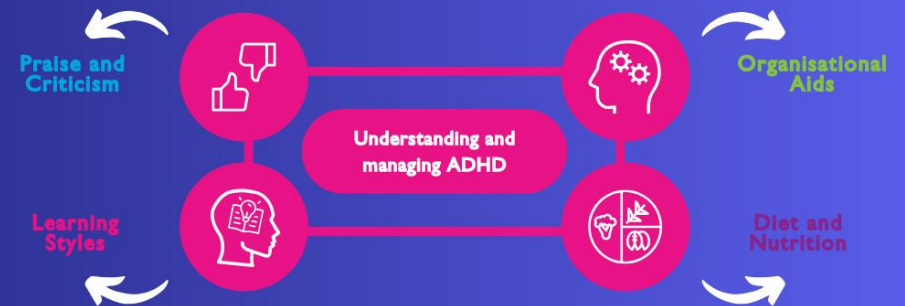 Praise and
Criticism
Organisational
Aids
Understanding and
managing ADHD
Learning
Styles
Diet and
Nutrition